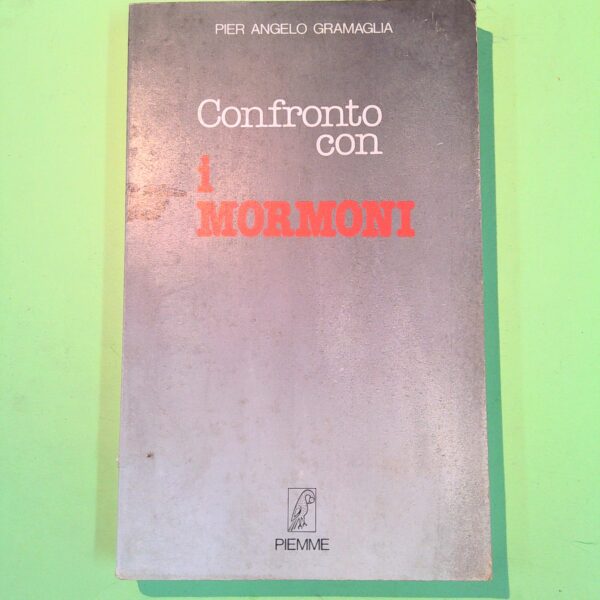 PIER ANGELO GRAMAGLIA
Confronto
con
i
MORMONI
PIEMME